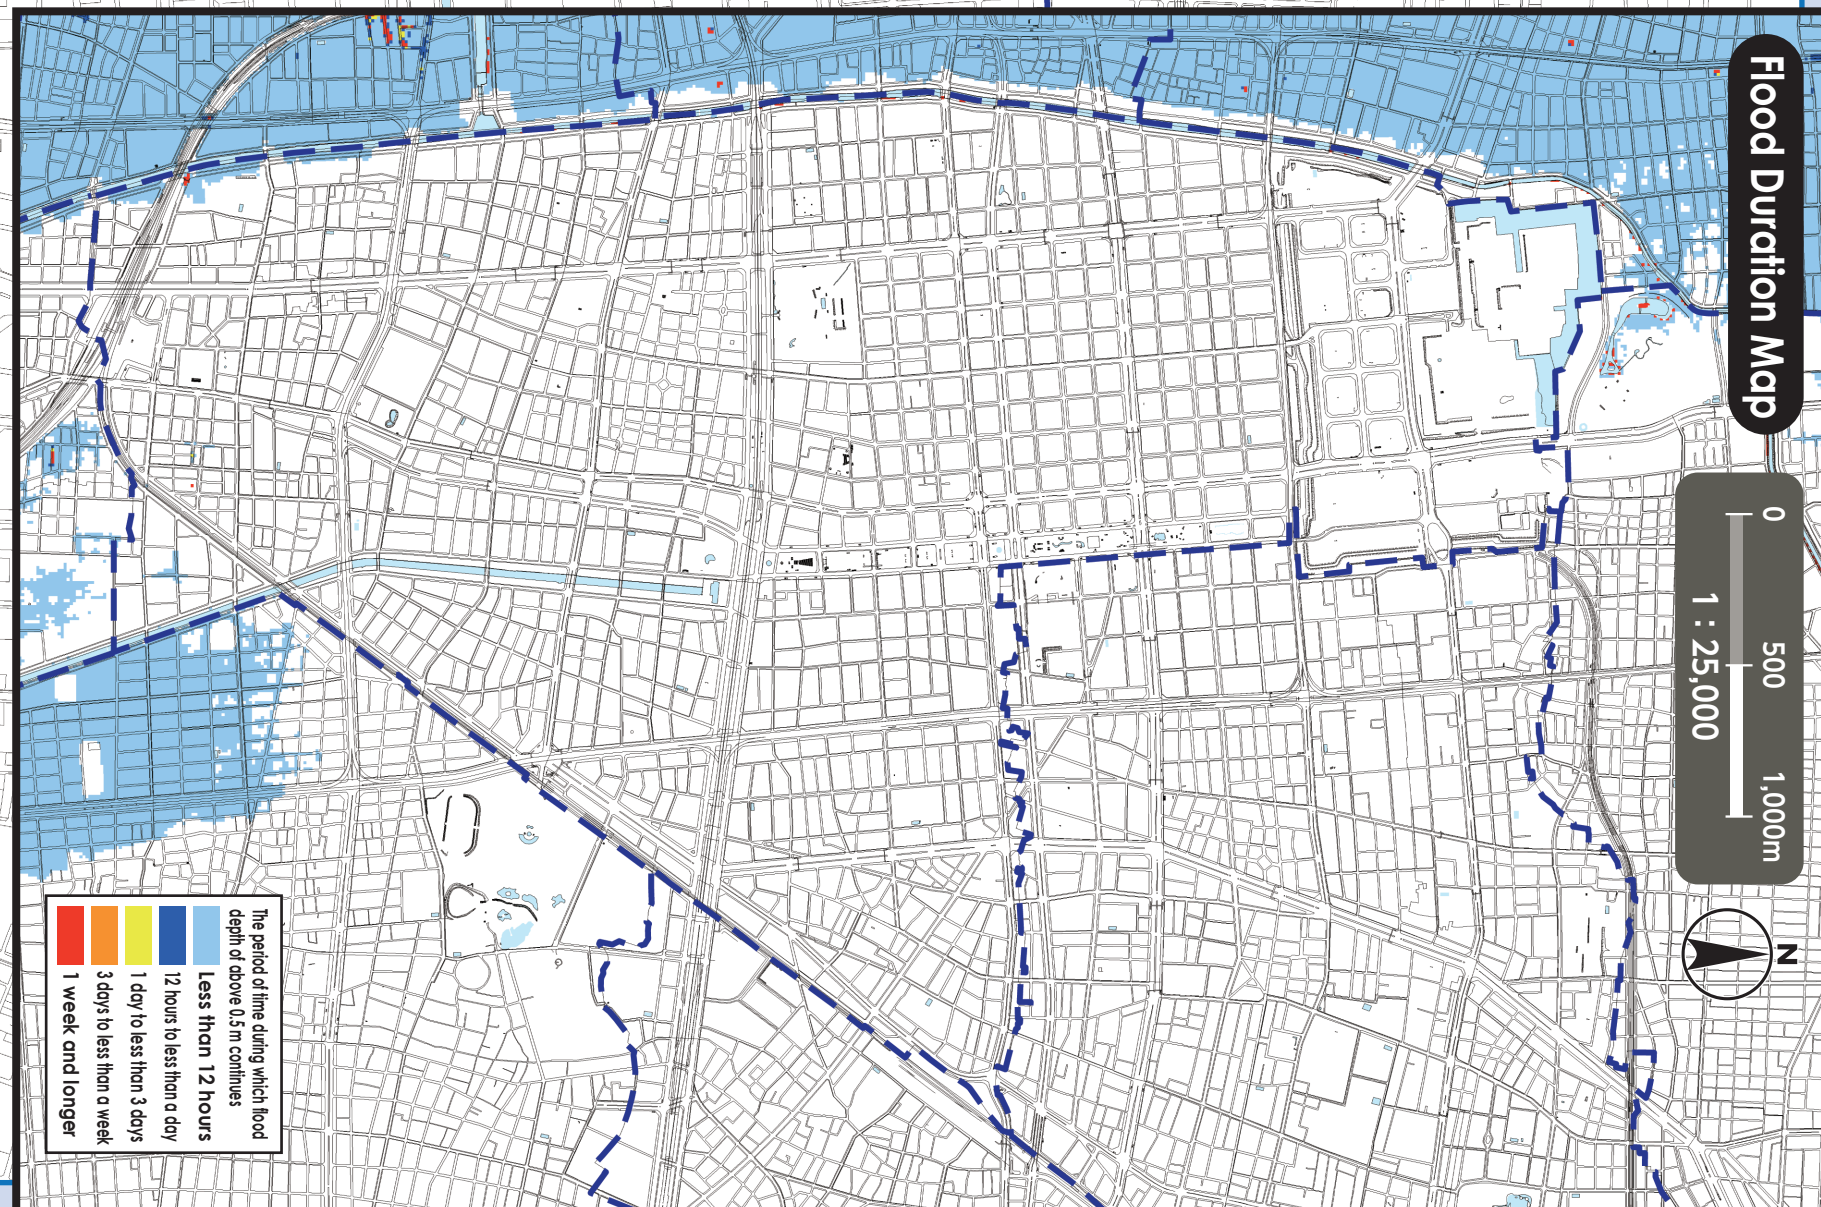 Flood Duration Map
0 500 1,000m
1 : 25,000
N
The period of time during which flood
depth of above 0.5 m continues
Less than 12 hours
12 hours to less than a day
1 day to less than 3 days
3 days to less than a week
1 week and longer